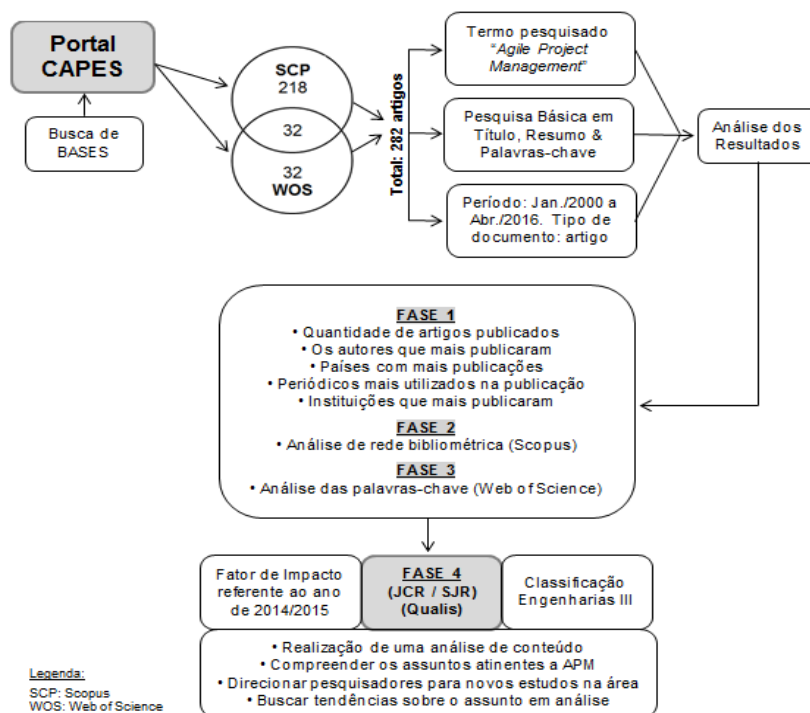 Portal
CAPES
Busca de
BASES
SCP
218
32
32
WOS
Total: 282 artigos
Termo pesquisado
“Agile Project
Management”
Pesquisa Básica em
Título, Resumo &
Palavras-chave
Período: Jan./2000 a
Abr./2016. Tipo de
documento: artigo
Análise dos
Resultados
FASE 1
• Quantidade de artigos publicados
• Os autores que mais publicaram
• Países com mais publicações
• Periódicos mais utilizados na publicação
• Instituições que mais publicaram
FASE 2
• Análise de rede bibliométrica (Scopus)
FASE 3
• Análise das palavras-chave (Web of Science)
Fator de Impacto
referente ao ano
de 2014/2015
FASE 4
(JCR / SJR)
(Qualis)
Classificação
Engenharias III
• Realização de uma análise de conteúdo
• Compreender os assuntos atinentes a APM
• Direcionar pesquisadores para novos estudos na área
• Buscar tendências sobre o assunto em análise
Legenda:
SCP: Scopus
WOS: Web of Science